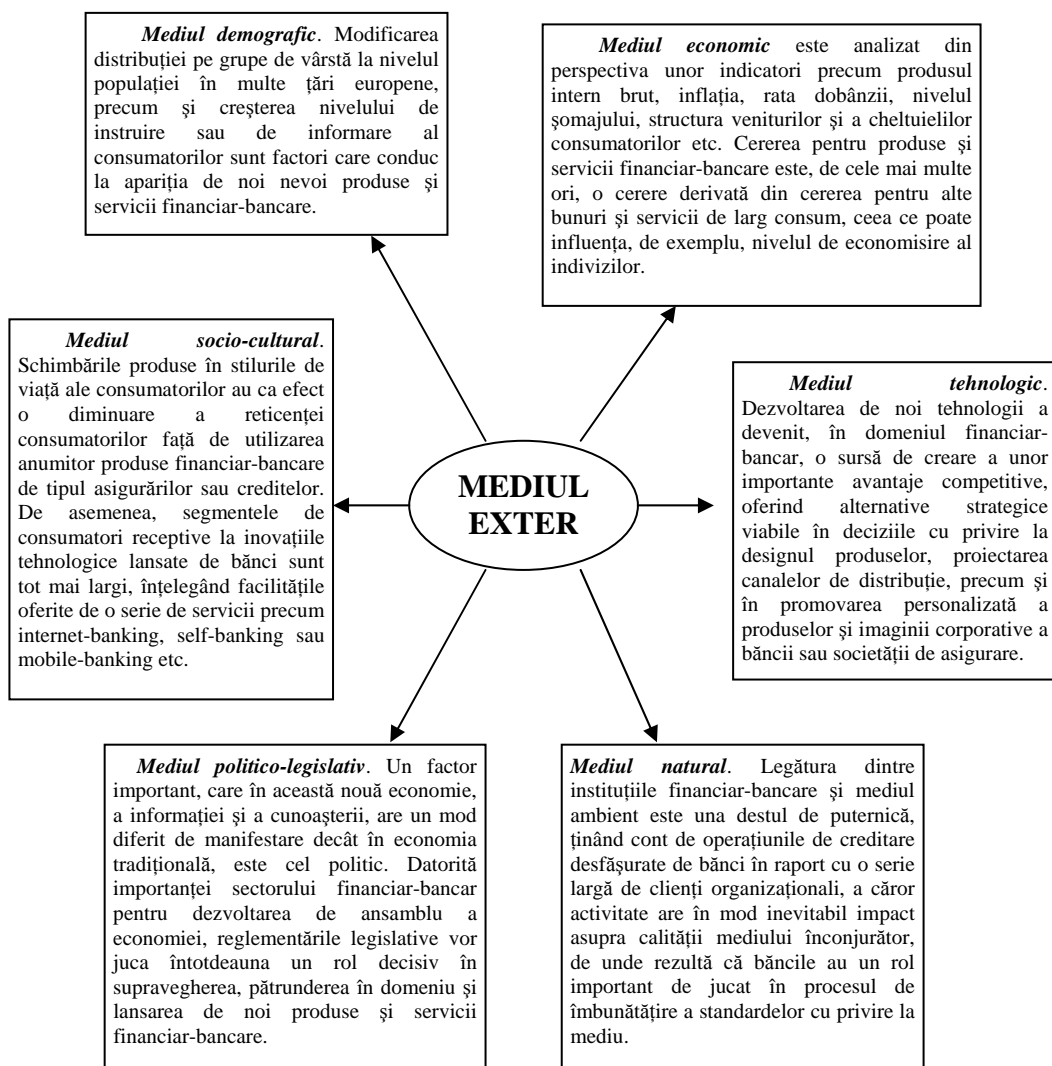 Mediul demografic. Modificarea
distribuției pe grupe de vârstă la nivelul
populației în multe țări europene,
precum și creșterea nivelului de
instruire sau de informare al
consumatorilor sunt factori care conduc
la apariția de noi nevoi produse și
servicii financiar-bancare.
Mediul economic este analizat din
perspectiva unor indicatori precum produsul
intern brut, inflația, rata dobânzii, nivelul
șomajului, structura veniturilor și a cheltuielilor
consumatorilor etc. Cererea pentru produse și
servicii financiar-bancare este, de cele mai multe
ori, o cerere derivată din cererea pentru alte
bunuri și servicii de larg consum, ceea ce poate
influența, de exemplu, nivelul de economisire al
indivizilor.
Mediul socio-cultural.
Schimbările produse în stilurile de
viață ale consumatorilor au ca efect
o diminuare a reticenței
consumatorilor față de utilizarea
anumitor produse financiar-bancare
de tipul asigurărilor sau creditelor.
De asemenea, segmentele de
consumatori receptive la inovațiile
tehnologice lansate de bănci sunt
tot mai largi, înțelegând facilitățile
oferite de o serie de servicii precum
internet-banking, self-banking sau
mobile-banking etc.
MEDIUL
EXTER
Mediul tehnologic.
Dezvoltarea de noi tehnologii a
devenit, în domeniul financiar-
bancar, o sursă de creare a unor
importante avantaje competitive,
oferind alternative strategice
viabile în deciziile cu privire la
designul produselor, proiectarea
canalelor de distribuție, precum și
în promovarea personalizată a
produselor și imaginii corporative a
băncii sau societății de asigurare.
Mediul politico-legislativ. Un factor
important, care în această nouă economie,
a informației și a cunoașterii, are un mod
diferit de manifestare decât în economia
tradițională, este cel politic. Datorită
importanței sectorului financiar-bancar
pentru dezvoltarea de ansamblu a
economiei, reglementările legislative vor
juca întotdeauna un rol decisiv în
supravegherea, pătrunderea în domeniu și
lansarea de noi produse și servicii
financiar-bancare.
Mediul natural. Legătura dintre
instituțiile financiar-bancare și mediul
ambient este una destul de puternică,
ținând cont de operațiunile de creditare
desfășurate de bănci în raport cu o serie
largă de clienți organizaționali, a căror
activitate are în mod inevitabil impact
asupra calității mediului înconjurător,
de unde rezultă că băncile au un rol
important de jucat în procesul de
îmbunătățire a standardelor cu privire la
mediu.